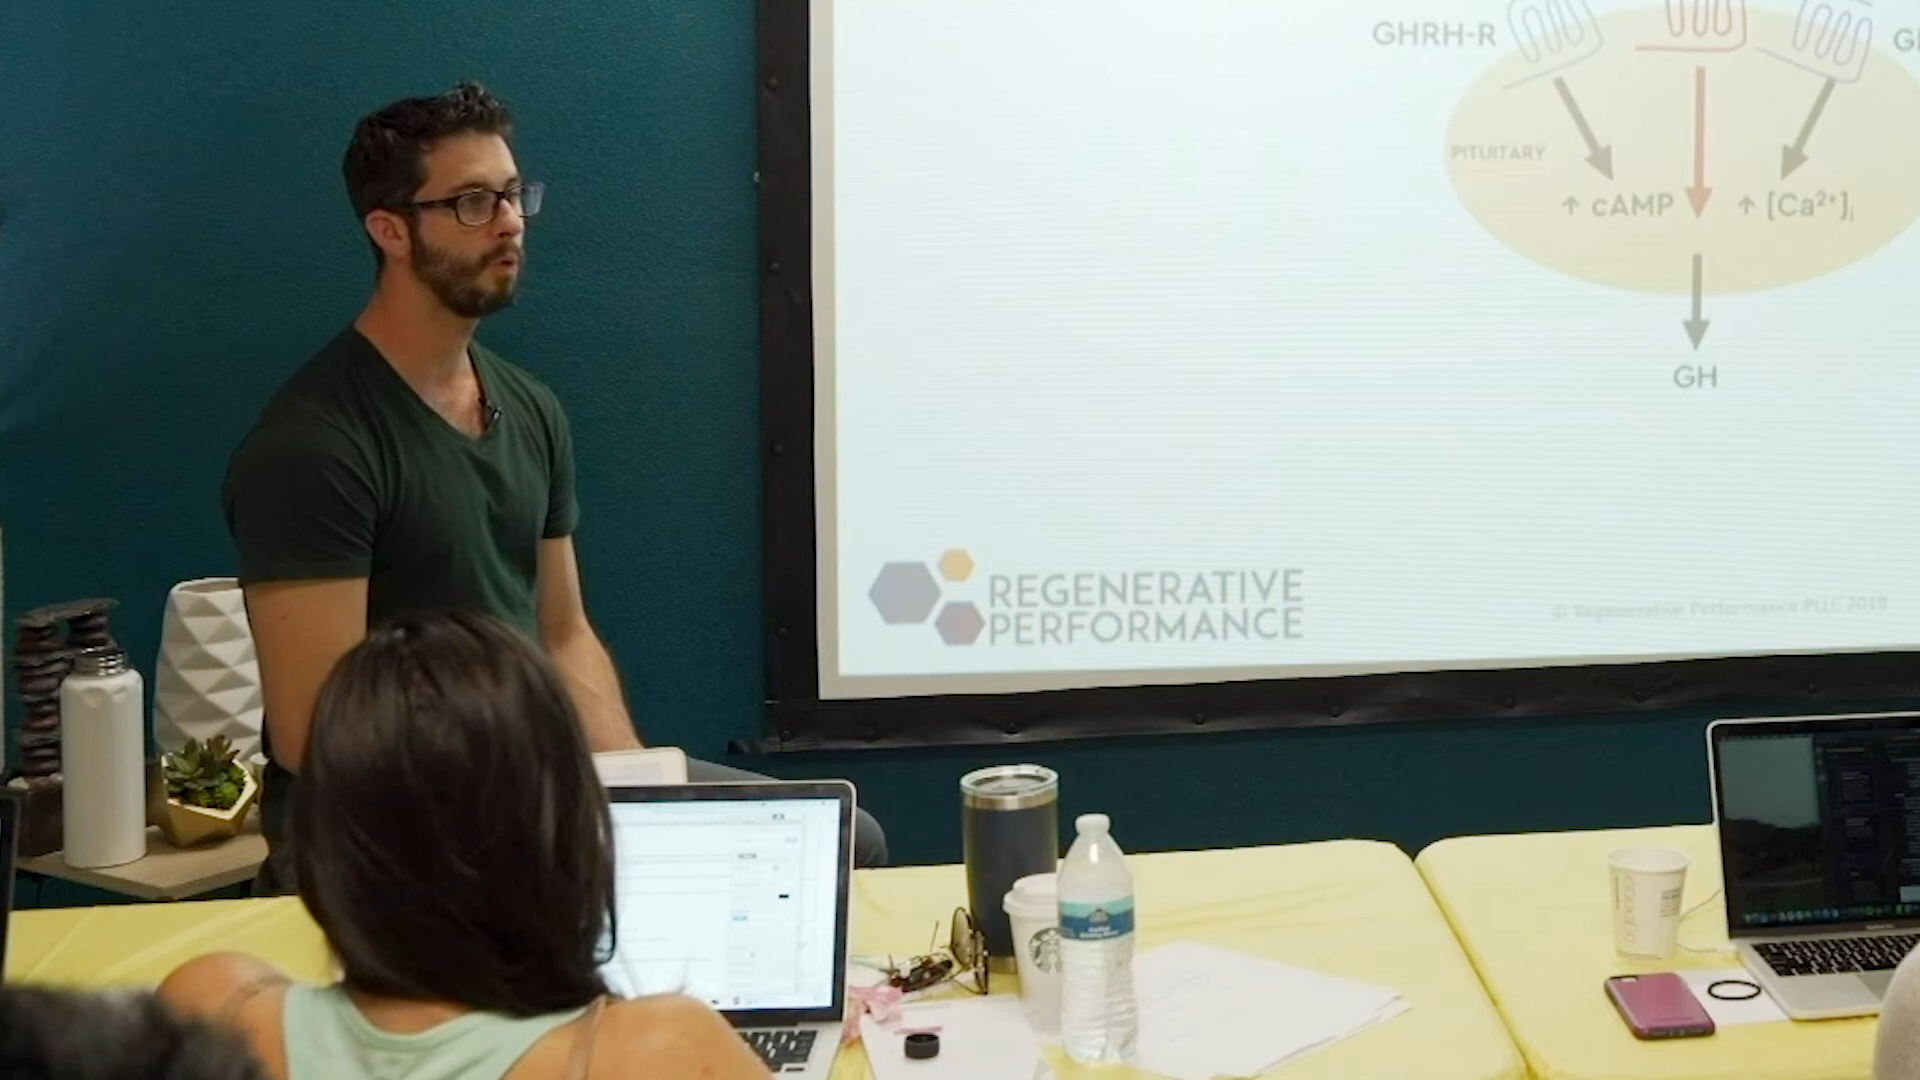 GHRH-R
PITUITARY
↑ cAMP
↑ [Ca²⁺]ᵢ
GH
REGENERATIVE
PERFORMANCE
© Regenerative Performance PLLC 2019